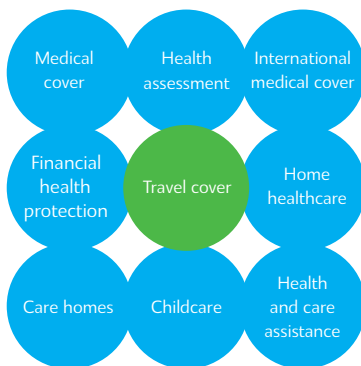 Medical
cover
Health
assessment
International
medical cover
Financial
health
protection
Travel cover
Home
healthcare
Care homes
Childcare
Health
and care
assistance